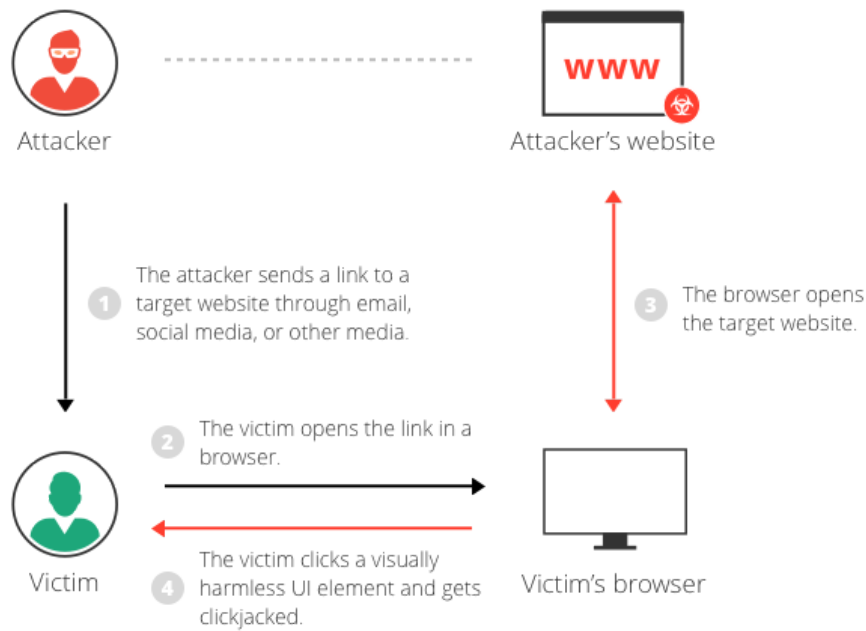 www
Attacker
Attacker’s website
1
The attacker sends a link to a
target website through email,
social media, or other media.
3
The browser opens
the target website.
2
The victim opens the link in a
browser.
4
The victim clicks a visually
harmless UI element and gets
clickjacked.
Victim
Victim’s browser